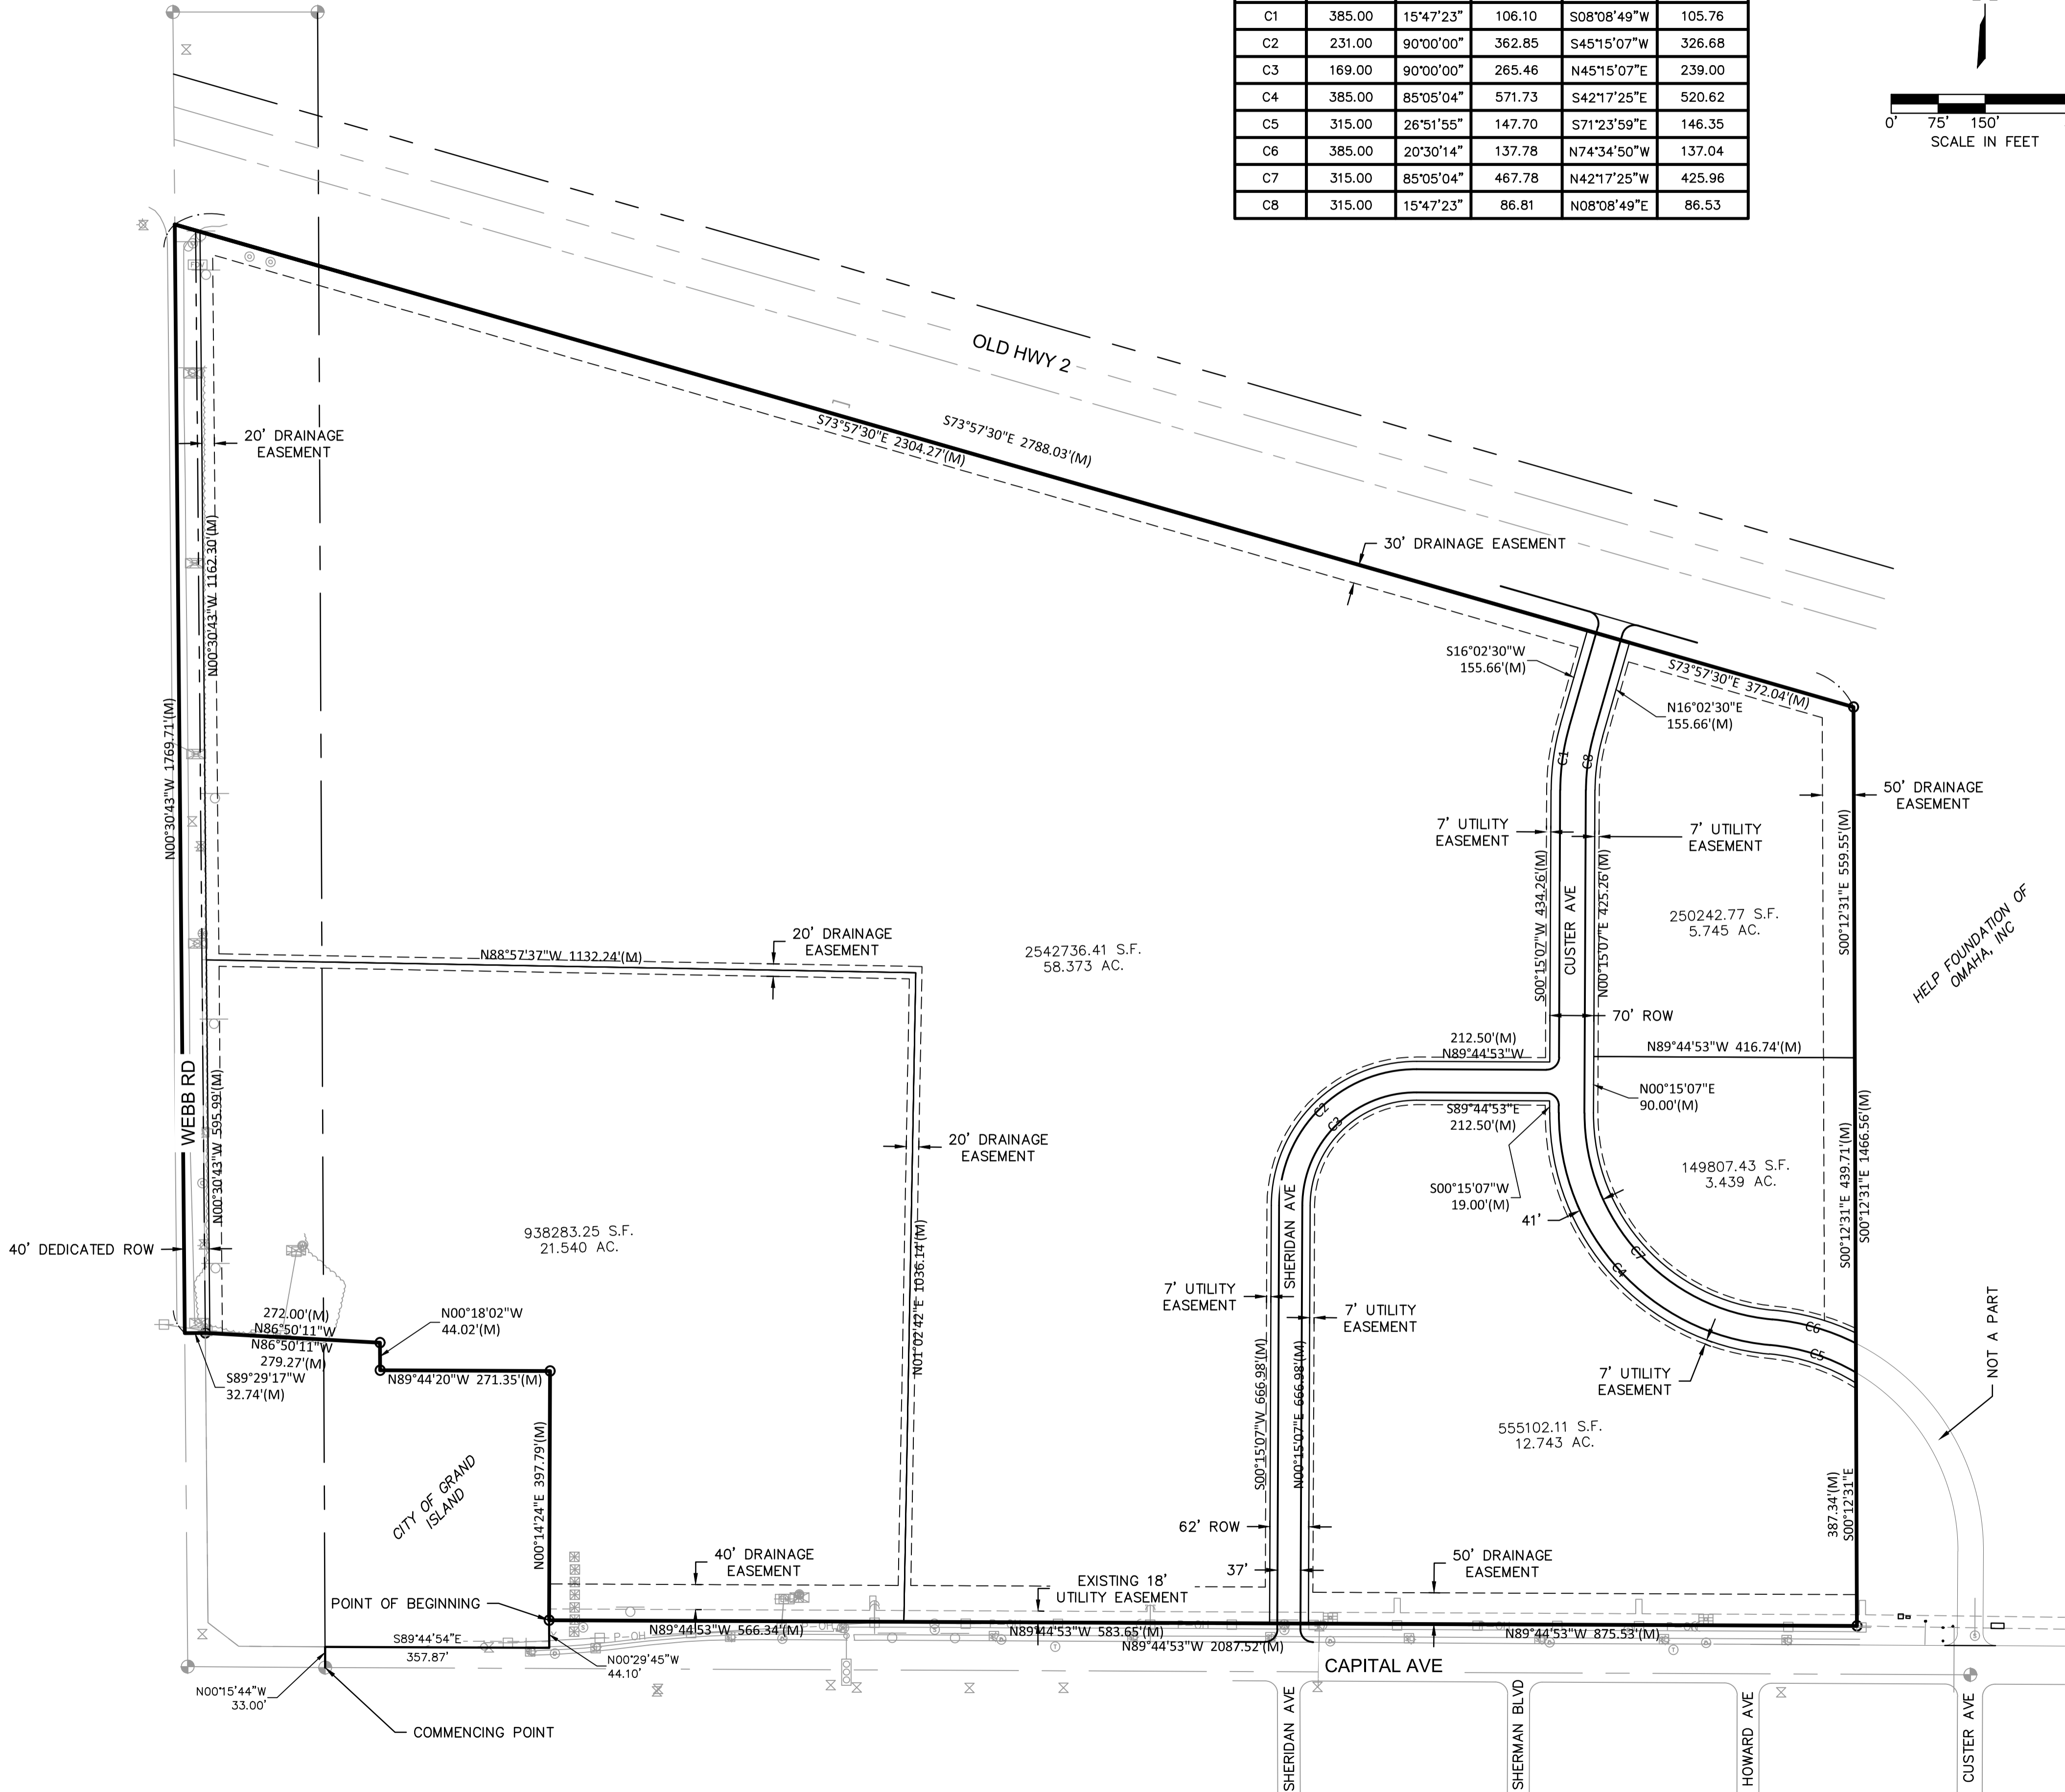 C1 385.00 15°47'23" 106.10 S08°08'49"W 105.76
C2 231.00 90°00'00" 362.85 S45°15'07"W 326.68
C3 169.00 90°00'00" 265.46 N45°15'07"E 239.00
C4 385.00 85°05'04" 571.73 S42°17'25"E 520.62
C5 315.00 26°51'55" 147.70 S71°23'59"E 146.35
C6 385.00 20°30'14" 137.78 N74°34'50"W 137.04
C7 315.00 85°05'04" 467.78 N42°17'25"W 425.96
C8 315.00 15°47'23" 86.81 N08°08'49"E 86.53
0' 75' 150'
SCALE IN FEET
OLD HWY 2
S73°57'30"E 2788.03'(M)
S73°57'30"E 2304.27'(M)
20' DRAINAGE
EASEMENT
N00°30'43"W 1162.30'(M)
30' DRAINAGE EASEMENT
S16°02'30"W
155.66'(M)
S73°57'30"E 372.04'(M)
N16°02'30"E
155.66'(M)
C1
C8
N00°30'43"W 1769.71'(M)
50' DRAINAGE
EASEMENT
7' UTILITY
EASEMENT
7' UTILITY
EASEMENT
S00°15'07"W 434.26'(M)
CUSTER AVE
N00°15'07"E 425.26'(M)
S00°12'31"E 559.55'(M)
250242.77 S.F.
5.745 AC.
HELP FOUNDATION OF
OMAHA, INC
20' DRAINAGE
EASEMENT
N88°57'37"W 1132.24'(M)
2542736.41 S.F.
58.373 AC.
70' ROW
212.50'(M)
N89°44'53"W
N89°44'53"W 416.74'(M)
WEBB RD
N00°30'43"W 595.99'(M)
N00°15'07"E
90.00'(M)
C2
C3
S89°44'53"E
212.50'(M)
20' DRAINAGE
EASEMENT
149807.43 S.F.
3.439 AC.
S00°12'31"E 439.71'(M)
S00°12'31"E 1466.56'(M)
S00°15'07"W
19.00'(M)
41'
938283.25 S.F.
21.540 AC.
40' DEDICATED ROW
N01°02'42"E 1036.14'(M)
SHERIDAN AVE
C7
C4
7' UTILITY
EASEMENT
7' UTILITY
EASEMENT
272.00'(M)
N86°50'11"W
N86°50'11"W
279.27'(M)
N00°18'02"W
44.02'(M)
S89°29'17"W
32.74'(M)
N89°44'20"W 271.35'(M)
C6
C5
7' UTILITY
EASEMENT
NOT A PART
S00°15'07"W 666.98'(M)
N00°15'07"E 666.98'(M)
555102.11 S.F.
12.743 AC.
N00°14'24"E 397.79'(M)
CITY OF GRAND
ISLAND
387.34'(M)
S00°12'31"E
62' ROW
37'
40' DRAINAGE
EASEMENT
50' DRAINAGE
EASEMENT
EXISTING 18'
UTILITY EASEMENT
POINT OF BEGINNING
S89°44'54"E
357.87'
P-OH
N89°44'53"W 566.34'(M)
N89°44'53"W 583.65'(M)
N89°44'53"W 875.53'(M)
N89°44'53"W 2087.52'(M)
N00°29'45"W
44.10'
CAPITAL AVE
N00°15'44"W
33.00'
COMMENCING POINT
SHERIDAN AVE
SHERMAN BLVD
HOWARD AVE
CUSTER AVE